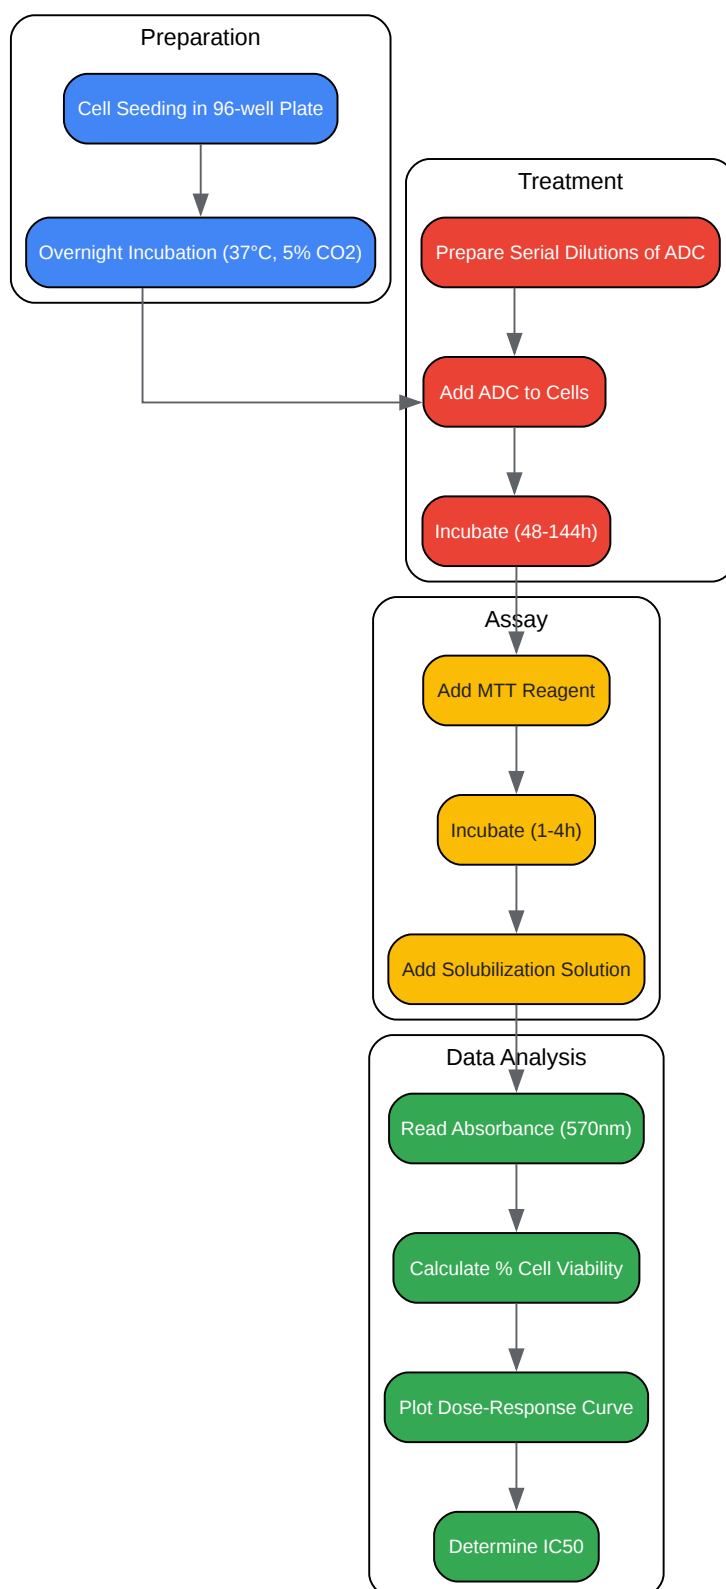 Preparation
Cell Seeding in 96-well Plate
Overnight Incubation (37°C, 5% CO2)
Treatment
Prepare Serial Dilutions of ADC
Add ADC to Cells
Incubate (48-144h)
Assay
Add MTT Reagent
Incubate (1-4h)
Add Solubilization Solution
Data Analysis
Read Absorbance (570nm)
Calculate % Cell Viability
Plot Dose-Response Curve
Determine IC50